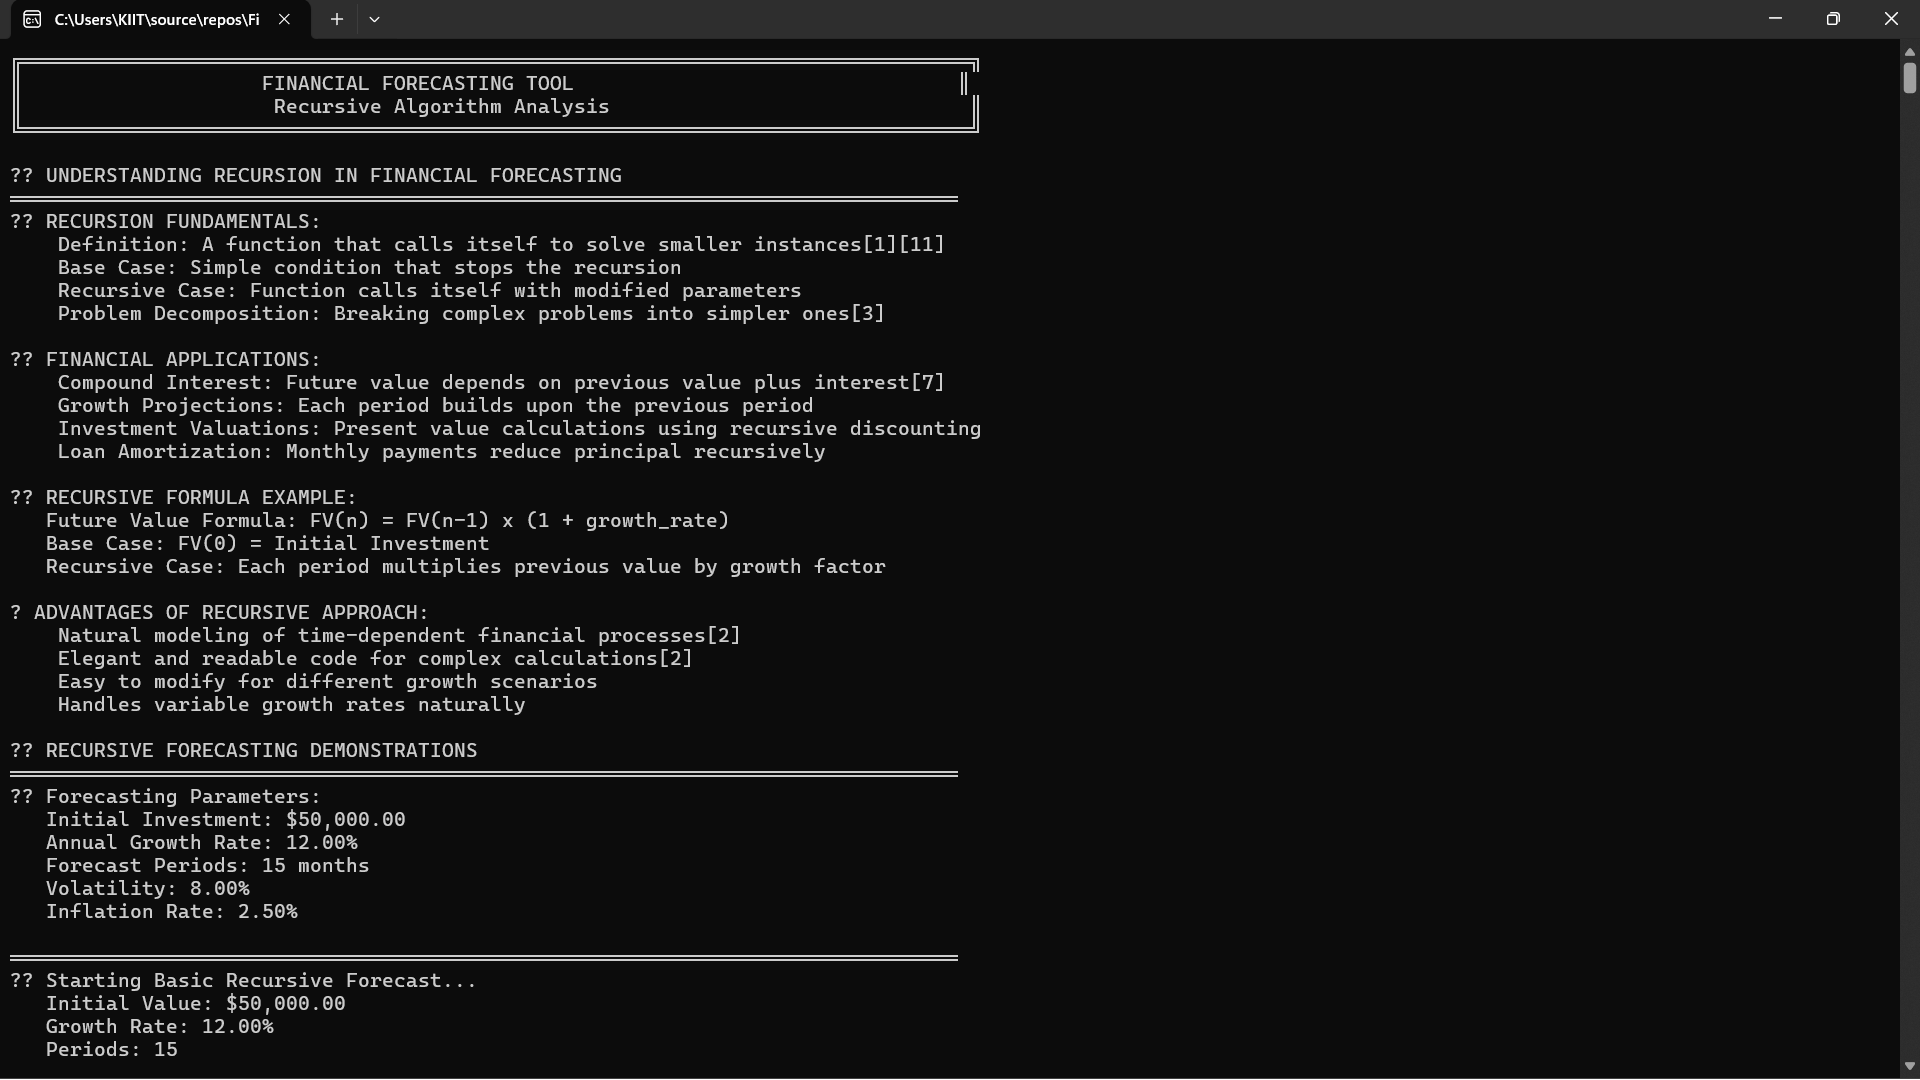 C:\Users\KIIT\source\repos\Fi
FINANCIAL FORECASTING TOOL
Recursive Algorithm Analysis
?? UNDERSTANDING RECURSION IN FINANCIAL FORECASTING
?? RECURSION FUNDAMENTALS:
Definition: A function that calls itself to solve smaller instances[1][11]
Base Case: Simple condition that stops the recursion
Recursive Case: Function calls itself with modified parameters
Problem Decomposition: Breaking complex problems into simpler ones[3]
?? FINANCIAL APPLICATIONS:
Compound Interest: Future value depends on previous value plus interest[7]
Growth Projections: Each period builds upon the previous period
Investment Valuations: Present value calculations using recursive discounting
Loan Amortization: Monthly payments reduce principal recursively
?? RECURSIVE FORMULA EXAMPLE:
Future Value Formula: FV(n) = FV(n-1) x (1 + growth_rate)
Base Case: FV(0) = Initial Investment
Recursive Case: Each period multiplies previous value by growth factor
? ADVANTAGES OF RECURSIVE APPROACH:
Natural modeling of time-dependent financial processes[2]
Elegant and readable code for complex calculations[2]
Easy to modify for different growth scenarios
Handles variable growth rates naturally
?? RECURSIVE FORECASTING DEMONSTRATIONS
?? Forecasting Parameters:
Initial Investment: $50,000.00
Annual Growth Rate: 12.00%
Forecast Periods: 15 months
Volatility: 8.00%
Inflation Rate: 2.50%
?? Starting Basic Recursive Forecast...
Initial Value: $50,000.00
Growth Rate: 12.00%
Periods: 15